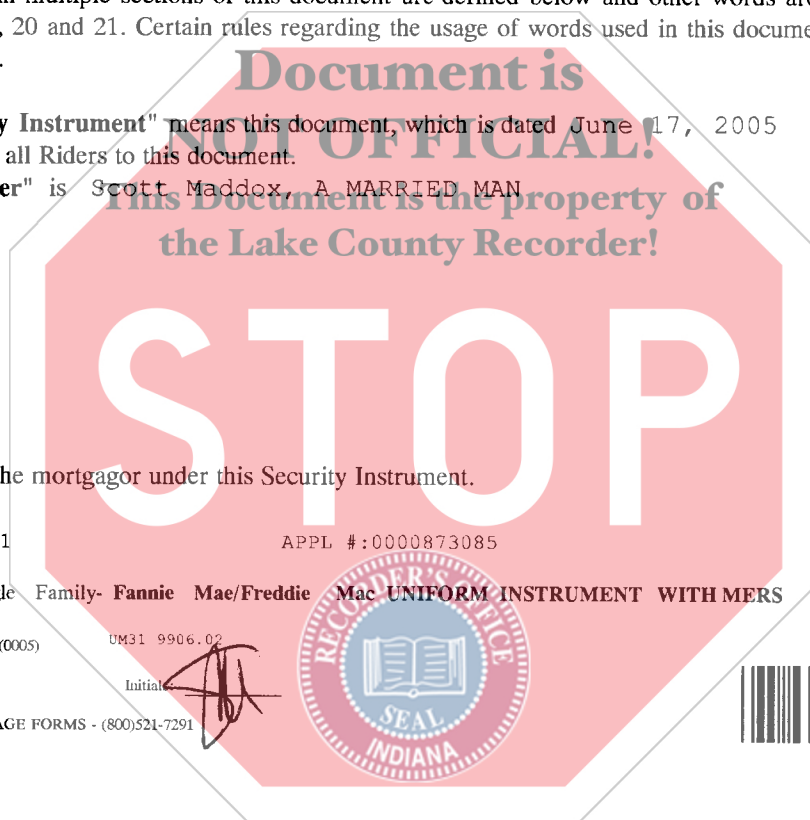 n multiple sections of this document are defined below and other words are
, 20 and 21. Certain rules regarding the usage of words used in this docume
.
Document is
y Instrument" means this document, which is dated June 17, 2005
NOT OFFICIAL!
all Riders to this document.
er" is Scott Maddox, A MARRIED MAN
This Document is the property of
the Lake County Recorder!
STOP
he mortgagor under this Security Instrument.
1 APPL #:0000873085
le Family- Fannie Mae/Freddie Mac UNIFORM INSTRUMENT WITH MERS
(0005) UM31 9906.02
Initials:
AGE FORMS - (800)521-7291
RECORDER'S OFFICE
SEAL
INDIANA